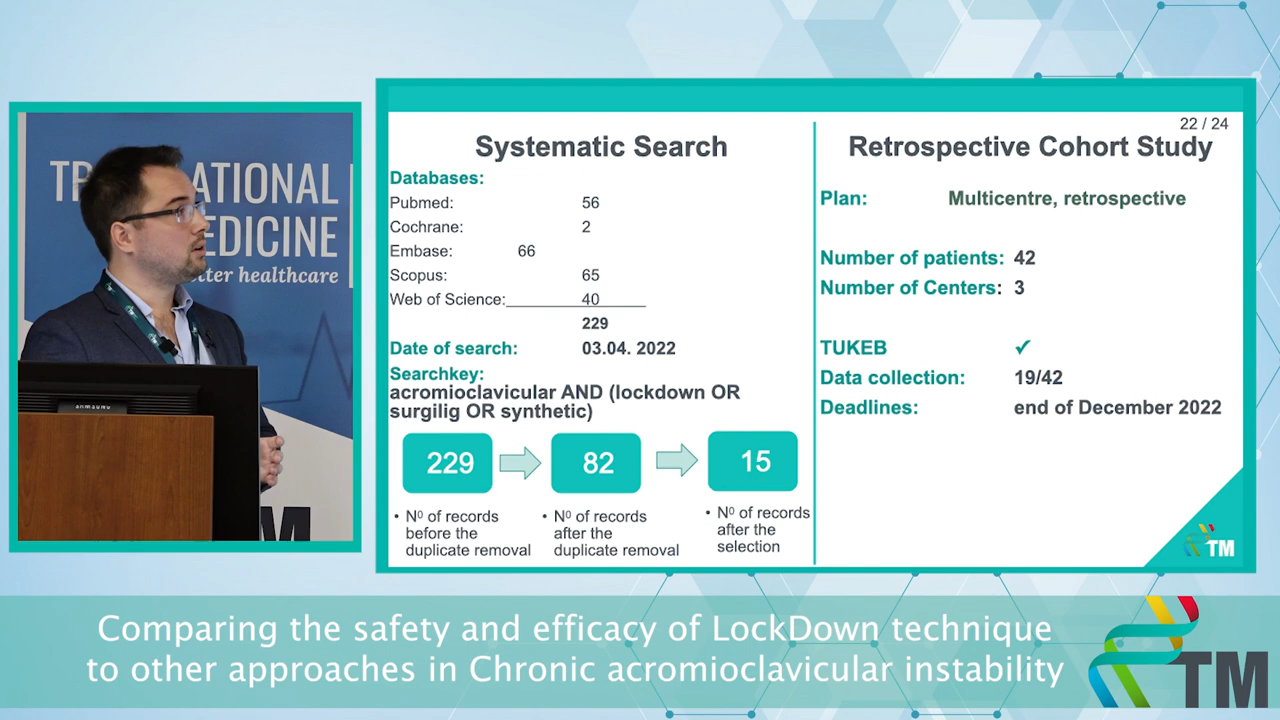 TR
ATIONAL
EDICINE
tter healthcare
M
22 / 24
Systematic Search
Databases:
Pubmed: 56
Cochrane: 2
Embase: 66
Scopus: 65
Web of Science: 40
229
Date of search: 03.04. 2022
Searchkey:
acromioclavicular AND (lockdown OR
surgilig OR synthetic)
229
82
15
• Nº of records
before the
duplicate removal
• Nº of records
after the
duplicate removal
• Nº of records
after the
selection
Retrospective Cohort Study
Plan: Multicentre, retrospective
Number of patients: 42
Number of Centers: 3
TUKEB ✓
Data collection: 19/42
Deadlines: end of December 2022
TM
Comparing the safety and efficacy of LockDown technique
to other approaches in Chronic acromioclavicular instability
TM